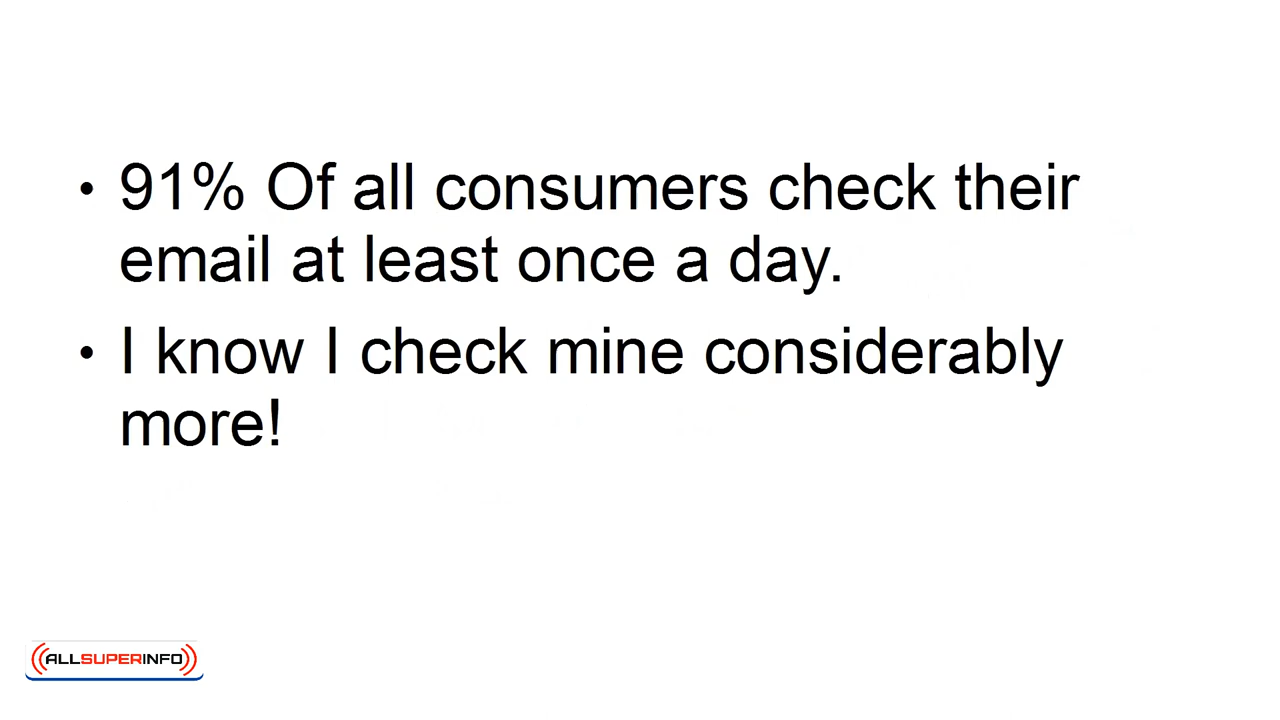 • 91% Of all consumers check their
email at least once a day.
• I know I check mine considerably
more!
ALLSUPERINFO